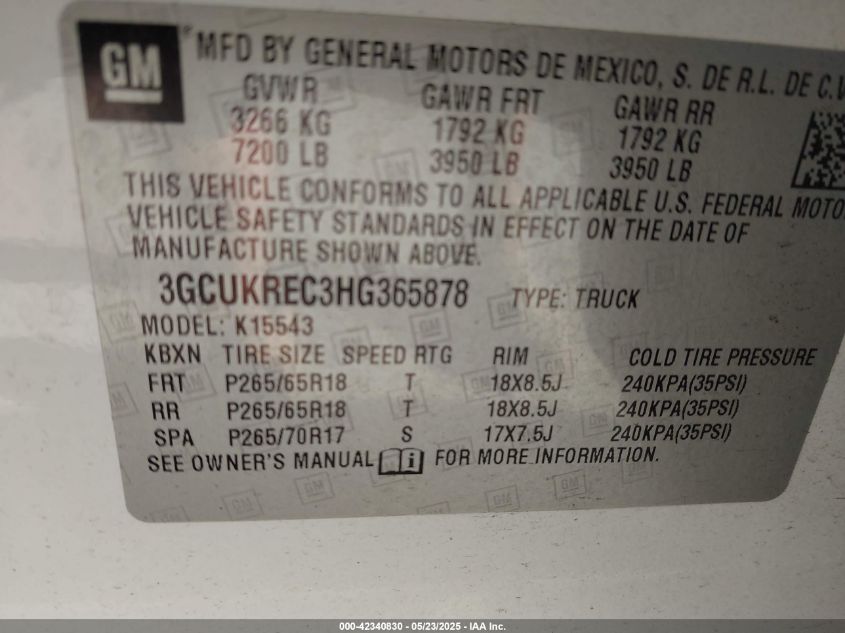 GM
® MFD BY GENERAL MOTORS DE MEXICO, S. DE R.L. DE C.V
GVWR GAWR FRT GAWR RR
3266 KG 1792 KG 1792 KG
7200 LB 3950 LB 3950 LB
THIS VEHICLE CONFORMS TO ALL APPLICABLE U.S. FEDERAL MOTO
VEHICLE SAFETY STANDARDS IN EFFECT ON THE DATE OF
MANUFACTURE SHOWN ABOVE.
3GCUKREC3HG365878 TYPE: TRUCK
MODEL: K15543
KBXN TIRE SIZE SPEED RTG RIM COLD TIRE PRESSURE
FRT P265/65R18 T 18X8.5J 240KPA(35PSI)
RR P265/65R18 T 18X8.5J 240KPA(35PSI)
SPA P265/70R17 S 17X7.5J 240KPA(35PSI)
SEE OWNER'S MANUAL i FOR MORE INFORMATION.
000-42340830 - 05/23/2025 - IAA Inc.